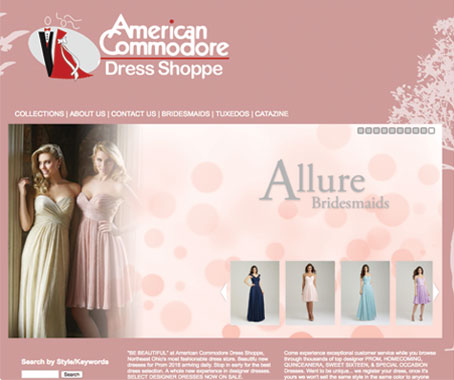 American
Commodore
Dress Shoppe
COLLECTIONS | ABOUT US | CONTACT US | BRIDESMAIDS | TUXEDOS | CATAZINE
Allure
Bridesmaids
Search by Style/Keywords
Search
"BE BEAUTIFUL" at American Commodore Dress Shoppe,
Northeast Ohio's most fashionable dress store. Beautiful new
dresses for Prom 2016 arriving daily. Stop in early for the best
dress selection. A whole new experience in designer dresses.
SELECT DESIGNER DRESSES NOW ON SALE.
Come experience exceptional customer service while you browse
through thousands of top designer PROM, HOMECOMING,
QUINCEANERA, SWEET SIXTEEN, & SPECIAL OCCASION
Dresses. Want to be unique... we register your dress, once it's
yours we won't sell the same style in the same color to anyone